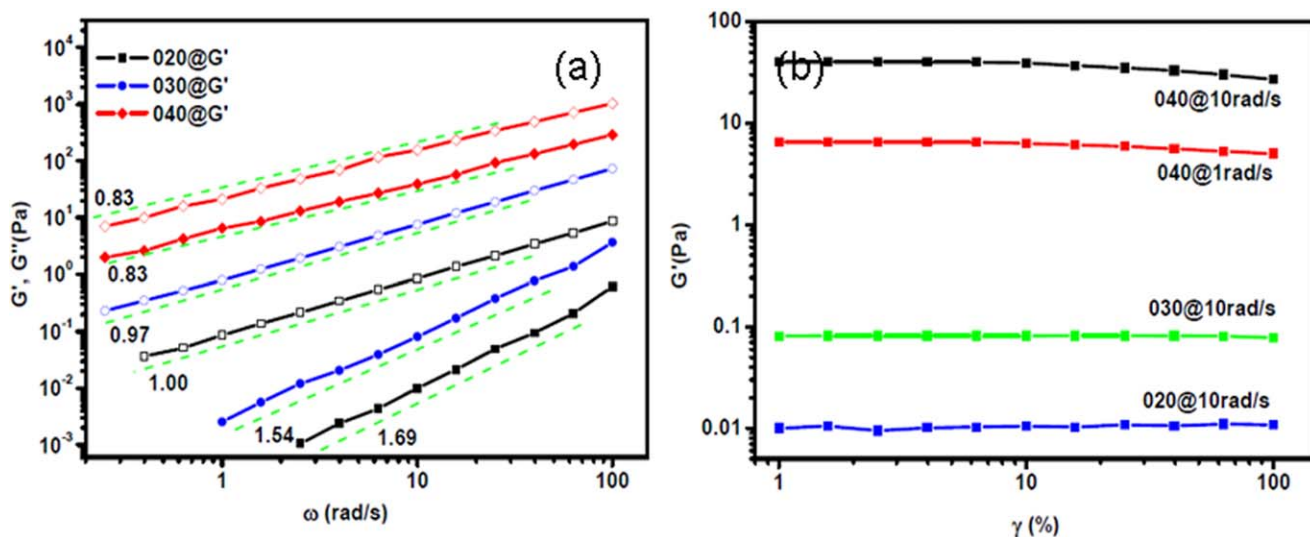 10⁴
10³
10²
10¹
10⁰
10⁻¹
10⁻²
10⁻³
G', G''(Pa)
020@G'
030@G'
040@G'
(a)
0.83
0.83
0.97
1.00
1.54
1.69
1
10
100
ω (rad/s)
100
10
1
0.1
0.01
G'(Pa)
(b)
040@10rad/s
040@1rad/s
030@10rad/s
020@10rad/s
1
10
100
γ (%)